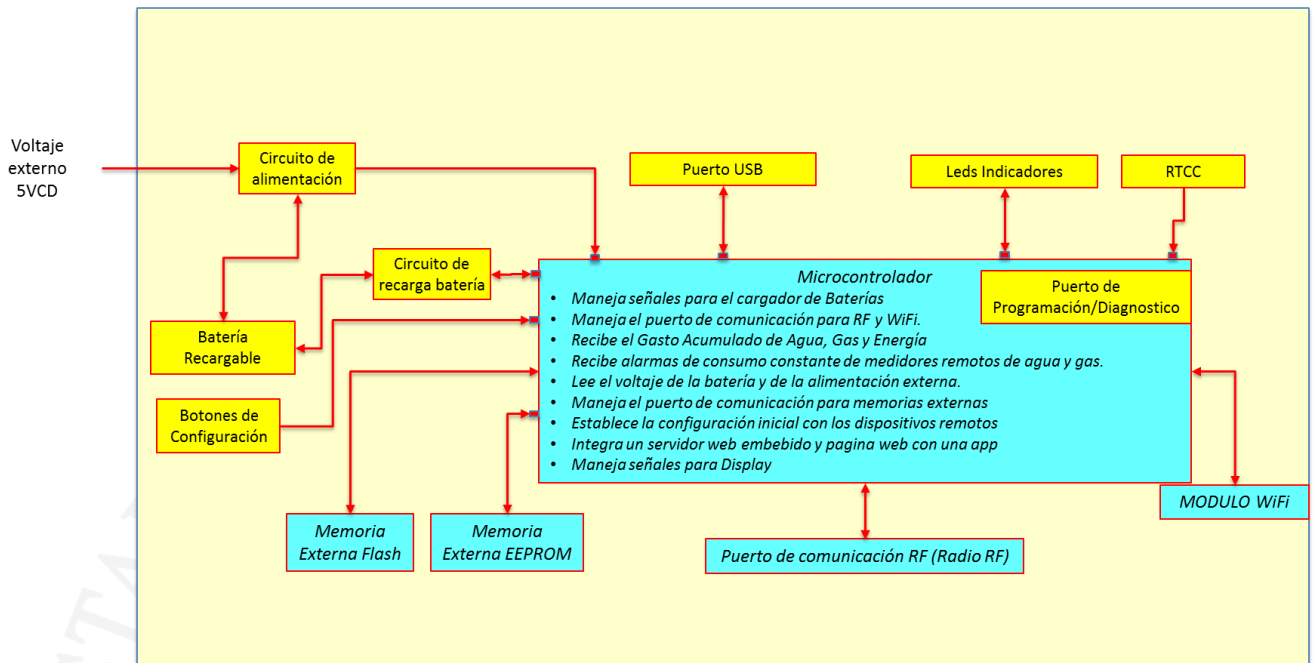 Voltaje
externo
5VCD
Circuito de
alimentación
Puerto USB
Leds Indicadores
RTCC
Circuito de
recarga batería
Batería
Recargable
Botones de
Configuración
Microcontrolador
• Maneja señales para el cargador de Baterías
• Maneja el puerto de comunicación para RF y WiFi.
• Recibe el Gasto Acumulado de Agua, Gas y Energía
• Recibe alarmas de consumo constante de medidores remotos de agua y gas.
• Lee el voltaje de la batería y de la alimentación externa.
• Maneja el puerto de comunicación para memorias externas
• Establece la configuración inicial con los dispositivos remotos
• Integra un servidor web embebido y pagina web con una app
• Maneja señales para Display
Puerto de
Programación/Diagnostico
Memoria
Externa Flash
Memoria
Externa EEPROM
Puerto de comunicación RF (Radio RF)
MODULO WiFi